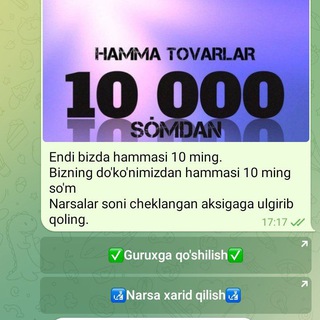 HAMMA TOVARLAR
10 000
SÒMDAN
Endi bizda hammasi 10 ming.
Bizning do'ko'nimizdan hammasi 10 ming
so'm
Narsalar soni cheklangan aksigaga ulgirib
qoling.
17:17
✅Guruxga qo'shilish✅
🚮Narsa xarid qilish🚮